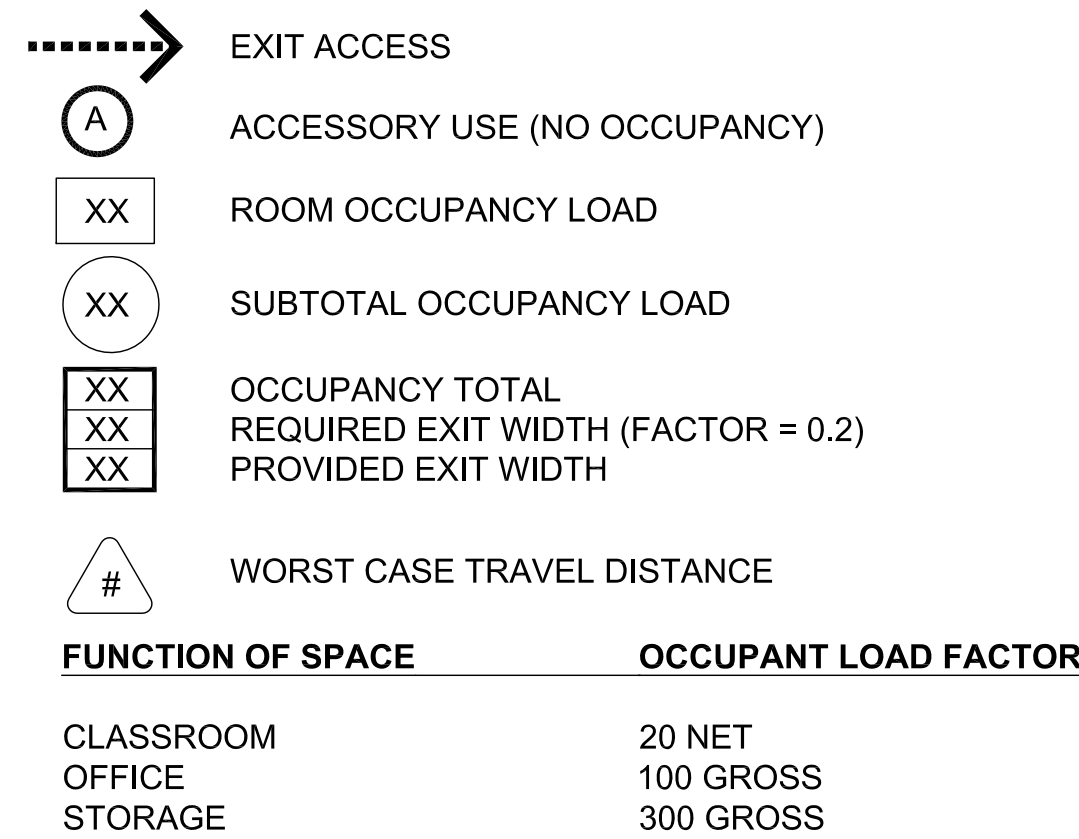 EXIT ACCESS
A ACCESSORY USE (NO OCCUPANCY)
XX ROOM OCCUPANCY LOAD
XX SUBTOTAL OCCUPANCY LOAD
XX OCCUPANCY TOTAL
XX REQUIRED EXIT WIDTH (FACTOR = 0.2)
XX PROVIDED EXIT WIDTH
# WORST CASE TRAVEL DISTANCE
FUNCTION OF SPACE OCCUPANT LOAD FACTOR
CLASSROOM 20 NET
OFFICE 100 GROSS
STORAGE 300 GROSS